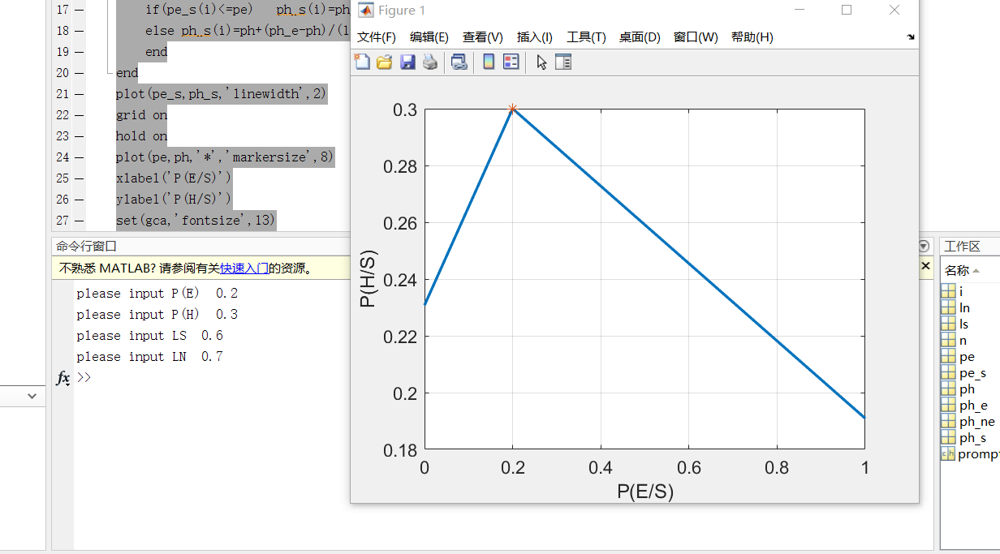 17 — if(pe_s(i)<=pe) ph_s(i)=ph
18 — else ph_s(i)=ph+(ph_e-ph)/(1
19 — end
20 — end
21 — plot(pe_s,ph_s,'linewidth',2)
22 — grid on
23 — hold on
24 — plot(pe,ph,'*','markersize',8)
25 — xlabel('P(E/S)')
26 — ylabel('P(H/S)')
27 — set(gca,'fontsize',13)
命令行窗口
不熟悉 MATLAB? 请参阅有关快速入门的资源。
please input P(E) 0.2
please input P(H) 0.3
please input LS 0.6
please input LN 0.7
fx >>
Figure 1
文件(F) 编辑(E) 查看(V) 插入(I) 工具(T) 桌面(D) 窗口(W) 帮助(H)
0.3
0.28
0.26
0.24
0.22
0.2
0.18
P(H/S)
0 0.2 0.4 0.6 0.8 1
P(E/S)
工作区
名称
i
ln
ls
n
pe
pe_s
ph
ph_e
ph_ne
ph_s
prompt